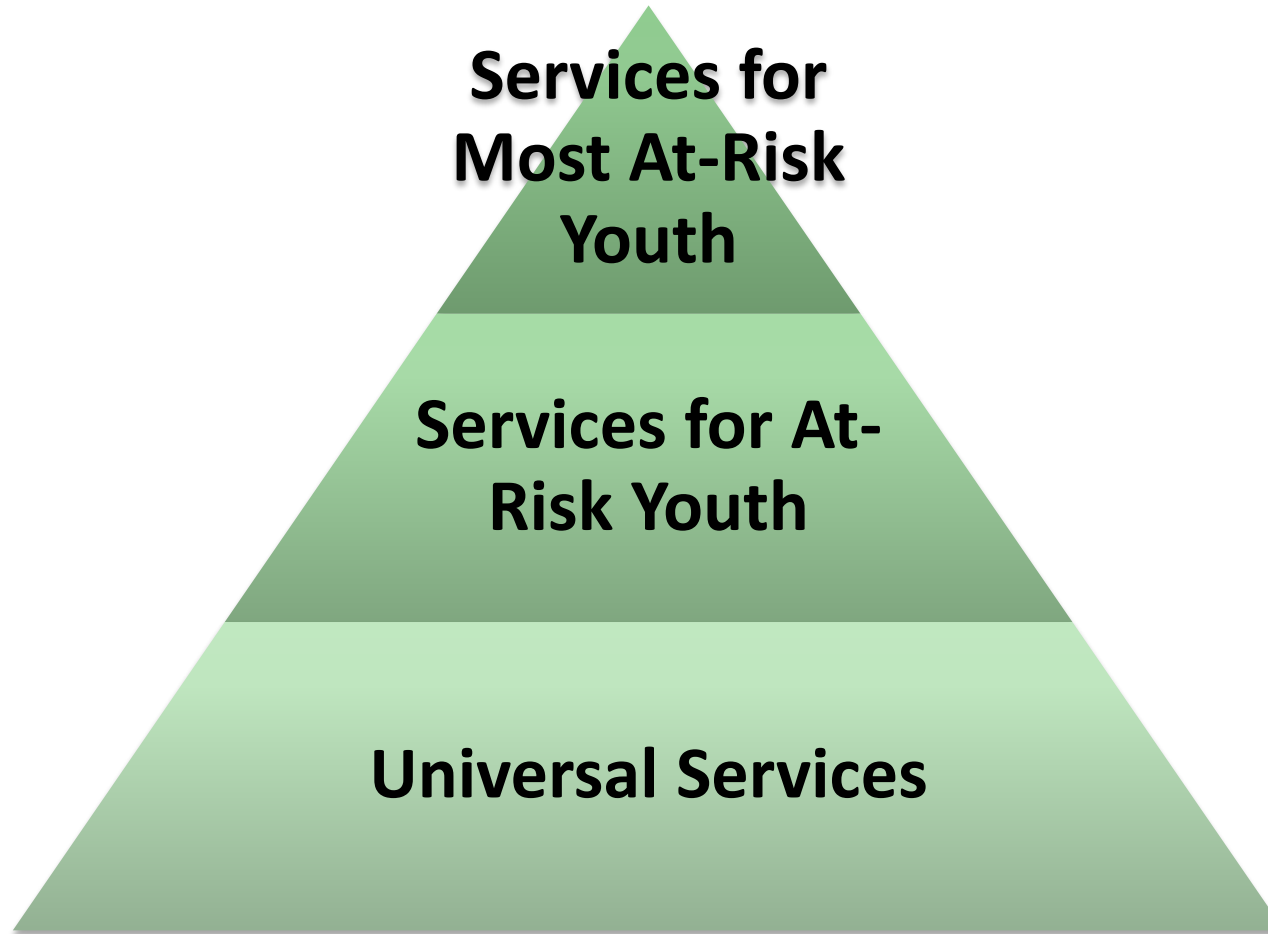 Services for
Most At-Risk
Youth
Services for At-
Risk Youth
Universal Services